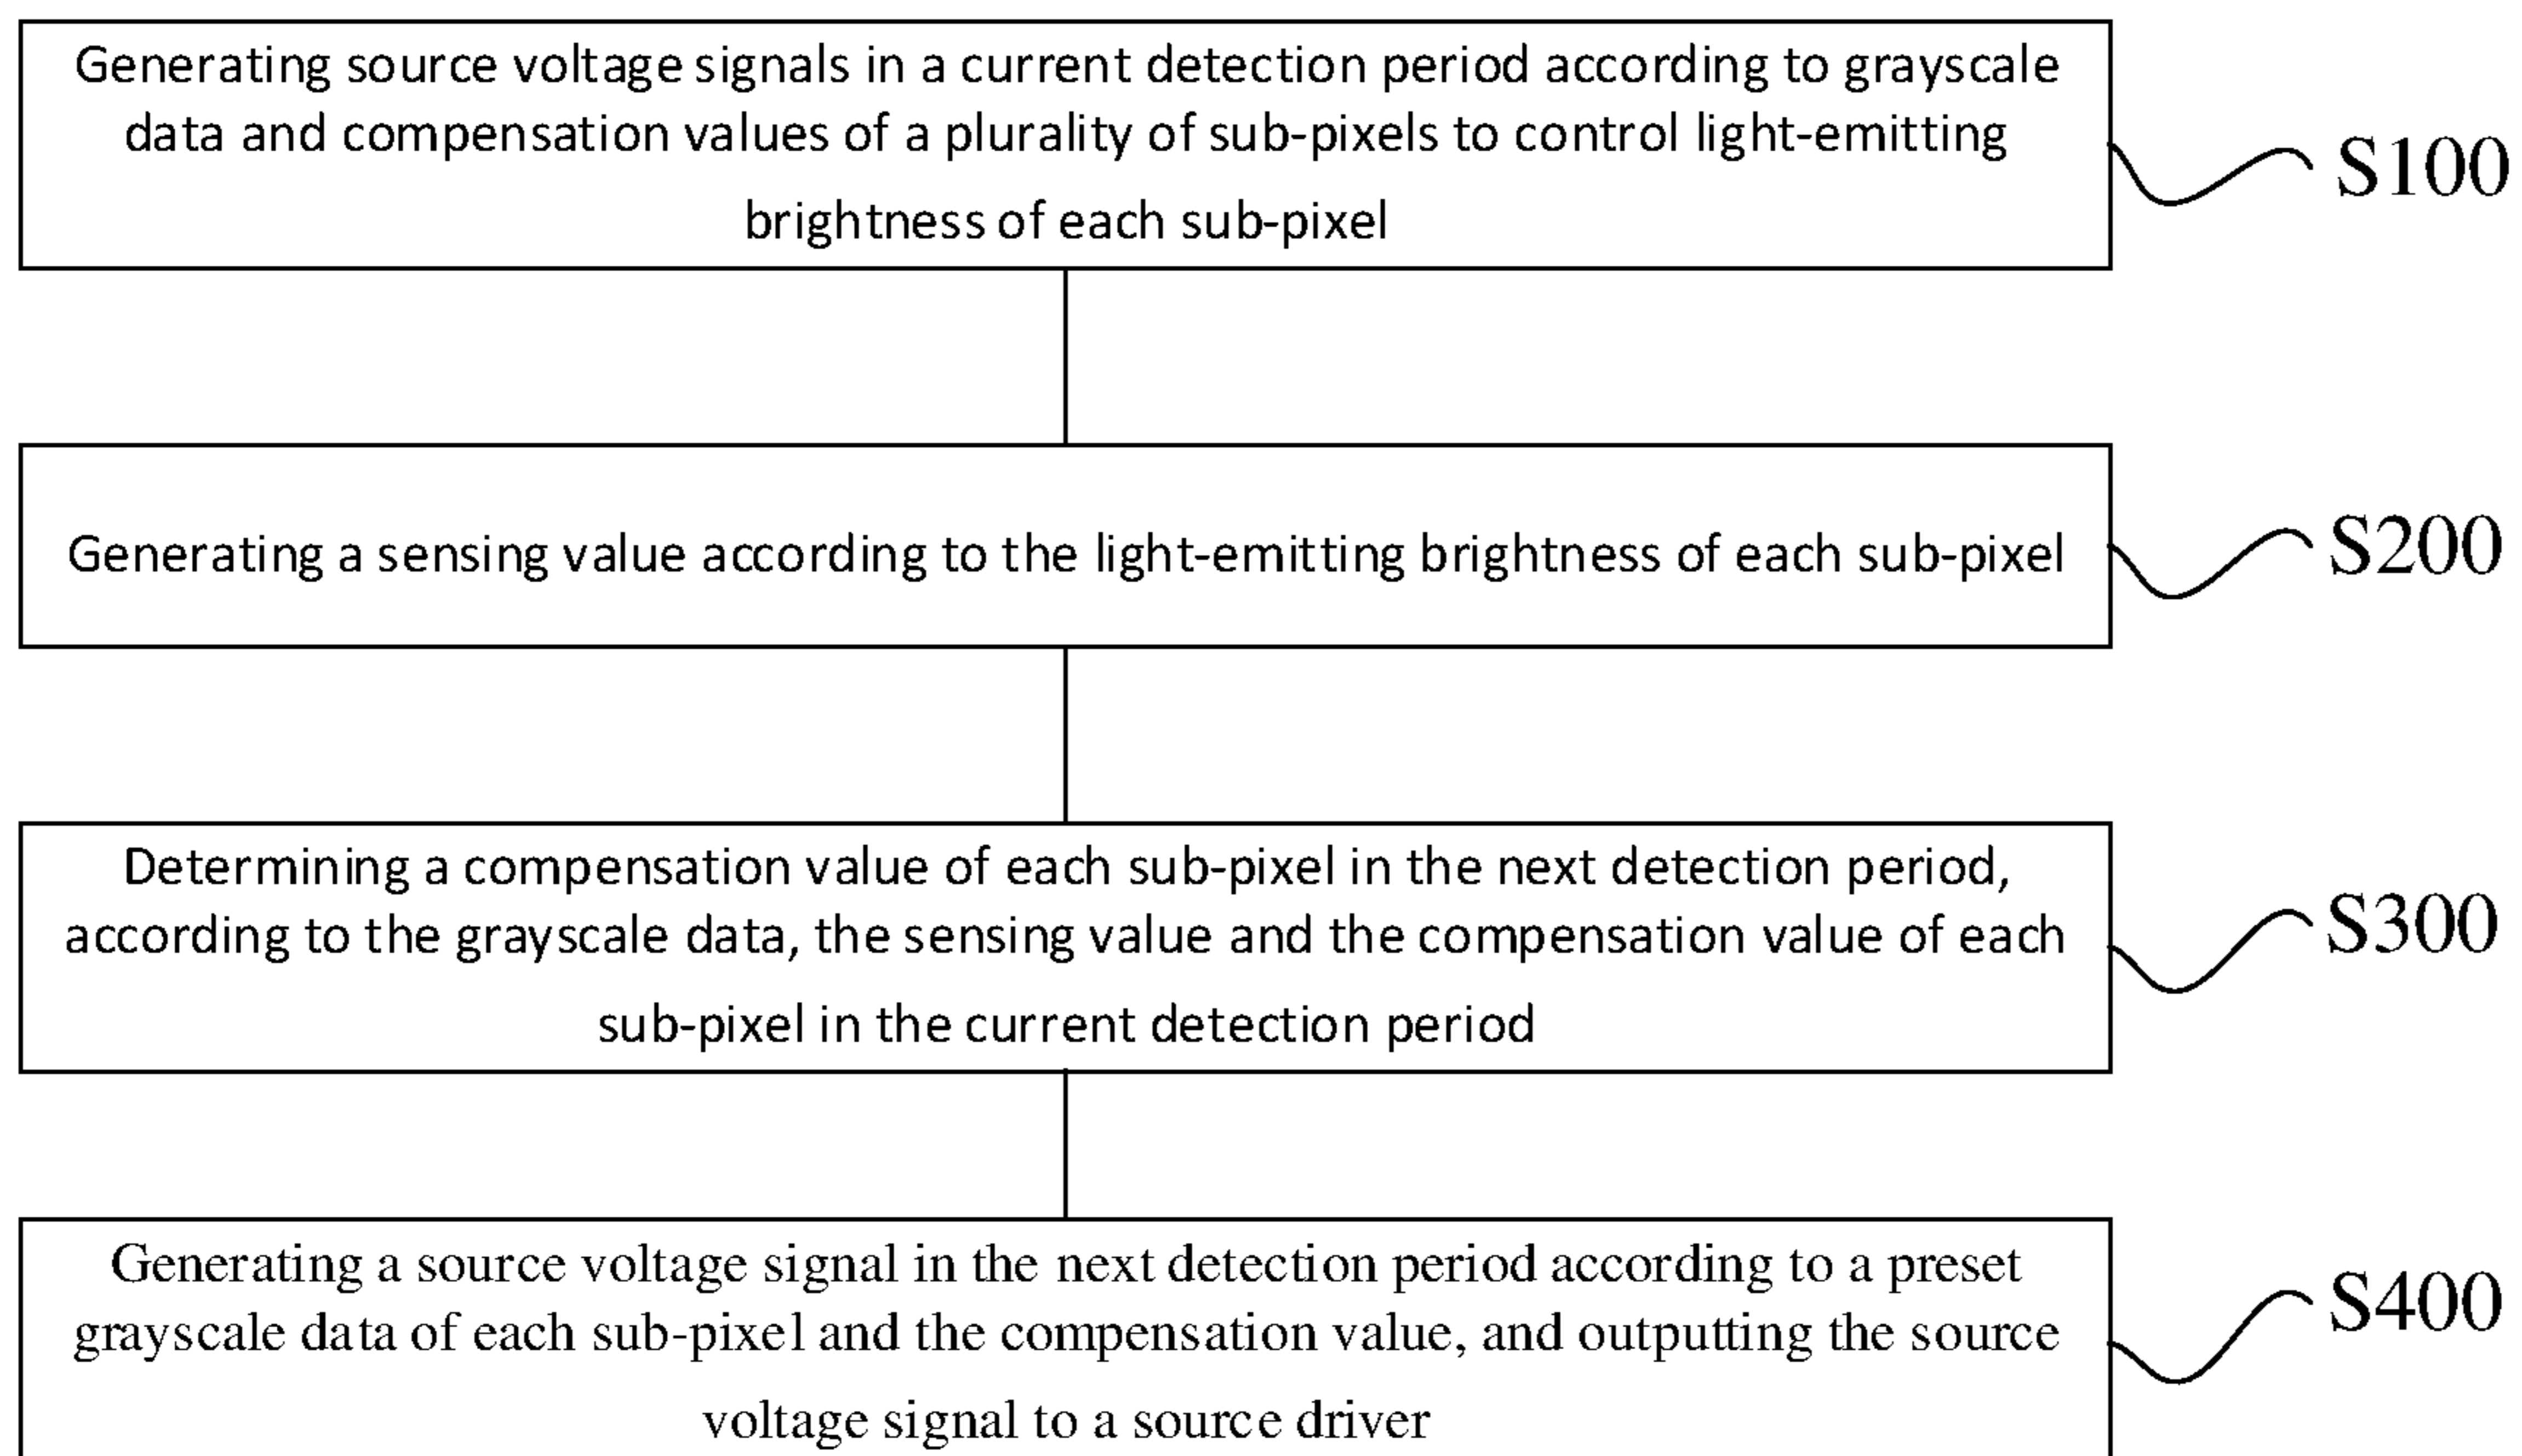 Generating source voltage signals in a current detection period according to grayscale
data and compensation values of a plurality of sub-pixels to control light-emitting
brightness of each sub-pixel
S100
Generating a sensing value according to the light-emitting brightness of each sub-pixel
S200
Determining a compensation value of each sub-pixel in the next detection period,
according to the grayscale data, the sensing value and the compensation value of each
sub-pixel in the current detection period
S300
Generating a source voltage signal in the next detection period according to a preset
grayscale data of each sub-pixel and the compensation value, and outputting the source
voltage signal to a source driver
S400